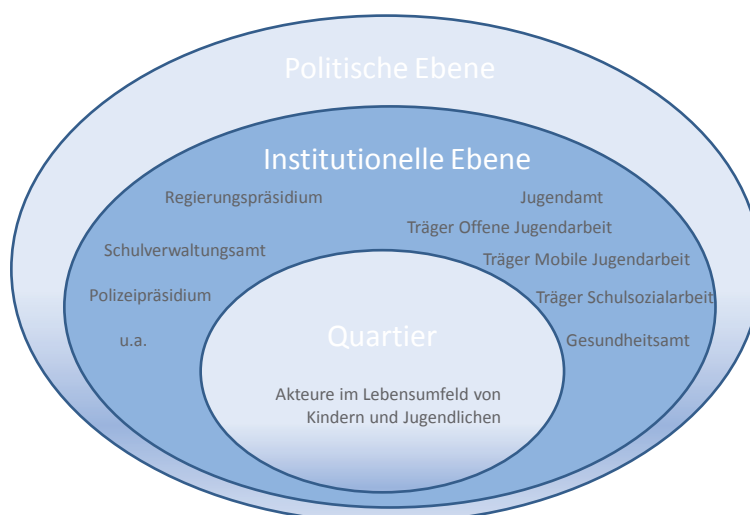 Politische Ebene
Institutionelle Ebene
Regierungspräsidium
Jugendamt
Träger Offene Jugendarbeit
Schulverwaltungsamt
Träger Mobile Jugendarbeit
Polizeipräsidium
Träger Schulsozialarbeit
u.a.
Quartier
Gesundheitsamt
Akteure im Lebensumfeld von
Kindern und Jugendlichen